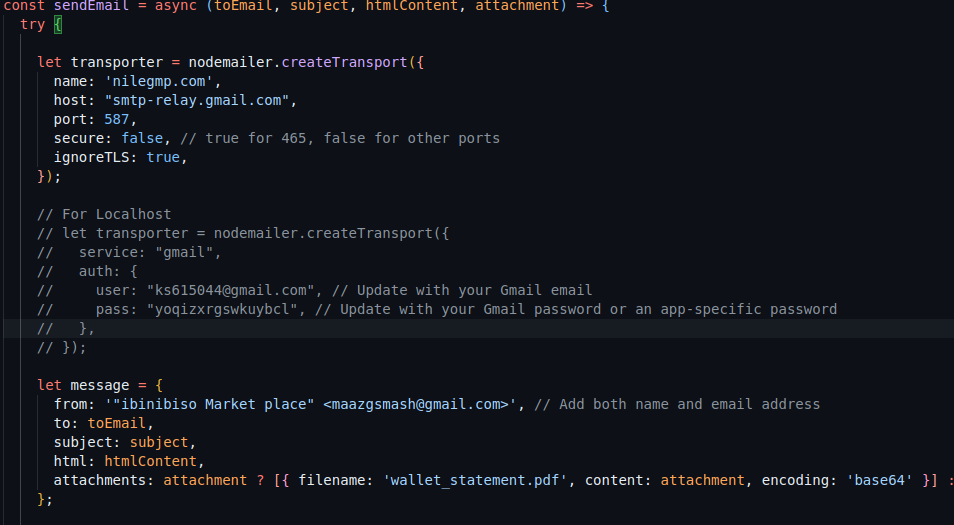 const sendEmail = async (toEmail, subject, htmlContent, attachment) => {
try {
let transporter = nodemailer.createTransport({
name: 'nilegmp.com',
host: "smtp-relay.gmail.com",
port: 587,
secure: false, // true for 465, false for other ports
ignoreTLS: true,
});
// For Localhost
// let transporter = nodemailer.createTransport({
//   service: "gmail",
//   auth: {
//     user: "ks615044@gmail.com", // Update with your Gmail email
//     pass: "yoqizxrgswkuybcl", // Update with your Gmail password or an app-specific password
//   },
// });
let message = {
from: '"ibinibiso Market place" <maazgsmash@gmail.com>', // Add both name and email address
to: toEmail,
subject: subject,
html: htmlContent,
attachments: attachment ? [{ filename: 'wallet_statement.pdf', content: attachment, encoding: 'base64' }] :
};